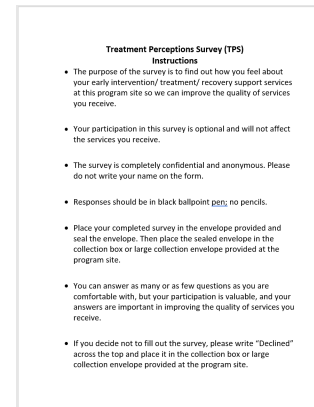 Treatment Perceptions Survey (TPS)
Instructions
• The purpose of the survey is to find out how you feel about
your early intervention/ treatment/ recovery support services
at this program site so we can improve the quality of services
you receive.
• Your participation in this survey is optional and will not affect
the services you receive.
• The survey is completely confidential and anonymous. Please
do not write your name on the form.
• Responses should be in black ballpoint pen; no pencils.
• Place your completed survey in the envelope provided and
seal the envelope. Then place the sealed envelope in the
collection box or large collection envelope provided at the
program site.
• You can answer as many or as few questions as you are
comfortable with, but your participation is valuable, and your
answers are important in improving the quality of services you
receive.
• If you decide not to fill out the survey, please write “Declined”
across the top and place it in the collection box or large
collection envelope provided at the program site.